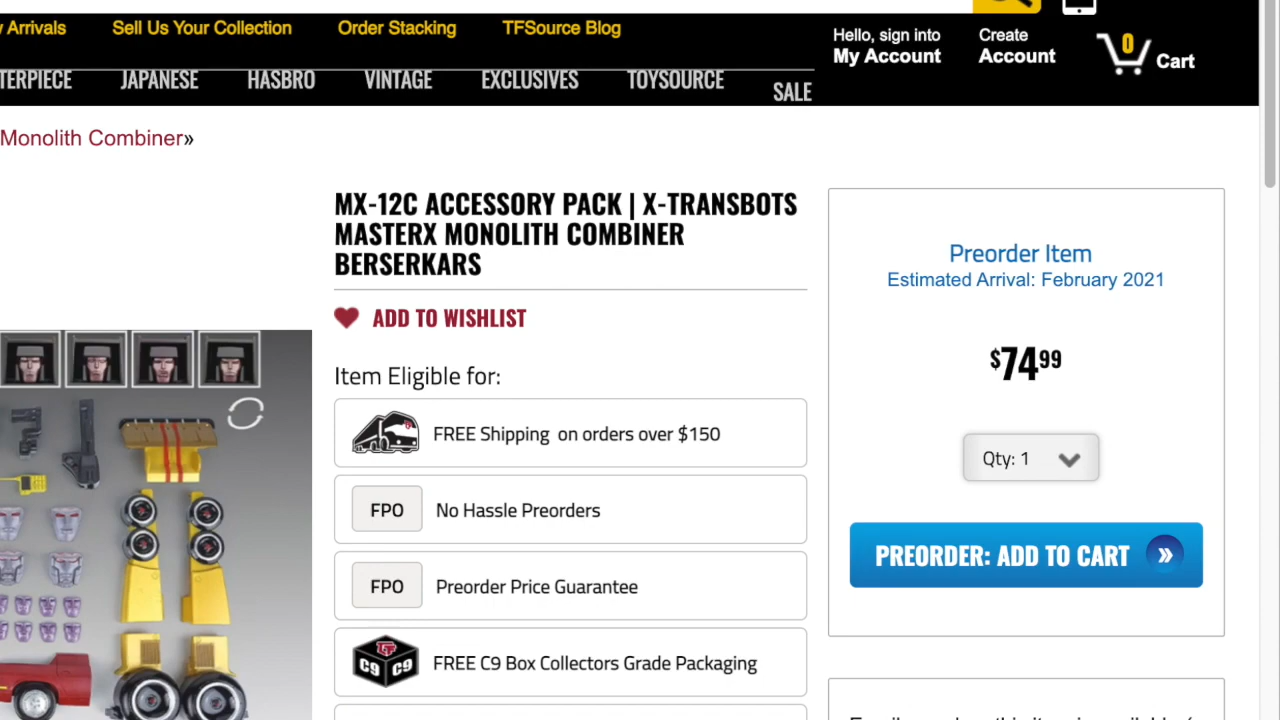 Arrivals
Sell Us Your Collection
Order Stacking
TFSource Blog
Hello, sign into
My Account
Create
Account
0
Cart
JAPANESE
HASBRO
VINTAGE
EXCLUSIVES
TOYSOURCE
SALE
Monolith Combiner»
MX-12C ACCESSORY PACK | X-TRANSBOTS
MASTERX MONOLITH COMBINER
BERSERKARS
ADD TO WISHLIST
Item Eligible for:
FREE Shipping on orders over $150
FPO No Hassle Preorders
FPO Preorder Price Guarantee
C9 C9 FREE C9 Box Collectors Grade Packaging
Preorder Item
Estimated Arrival: February 2021
$74.99
Qty: 1
PREORDER: ADD TO CART »